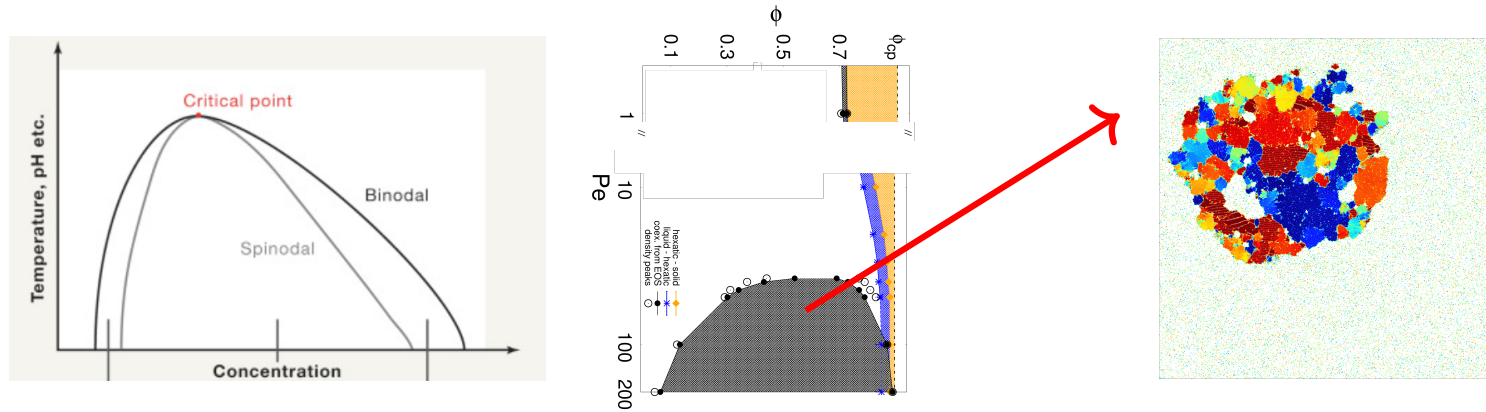 Critical point
Temperature, pH etc.
Binodal
Spinodal
Concentration
ϕ
0.1
0.3
0.5
0.7
ϕcp
1
//
//
10
Pe
100
200
hexatic - solid
liquid - hexatic
coex. from EOS
density peaks